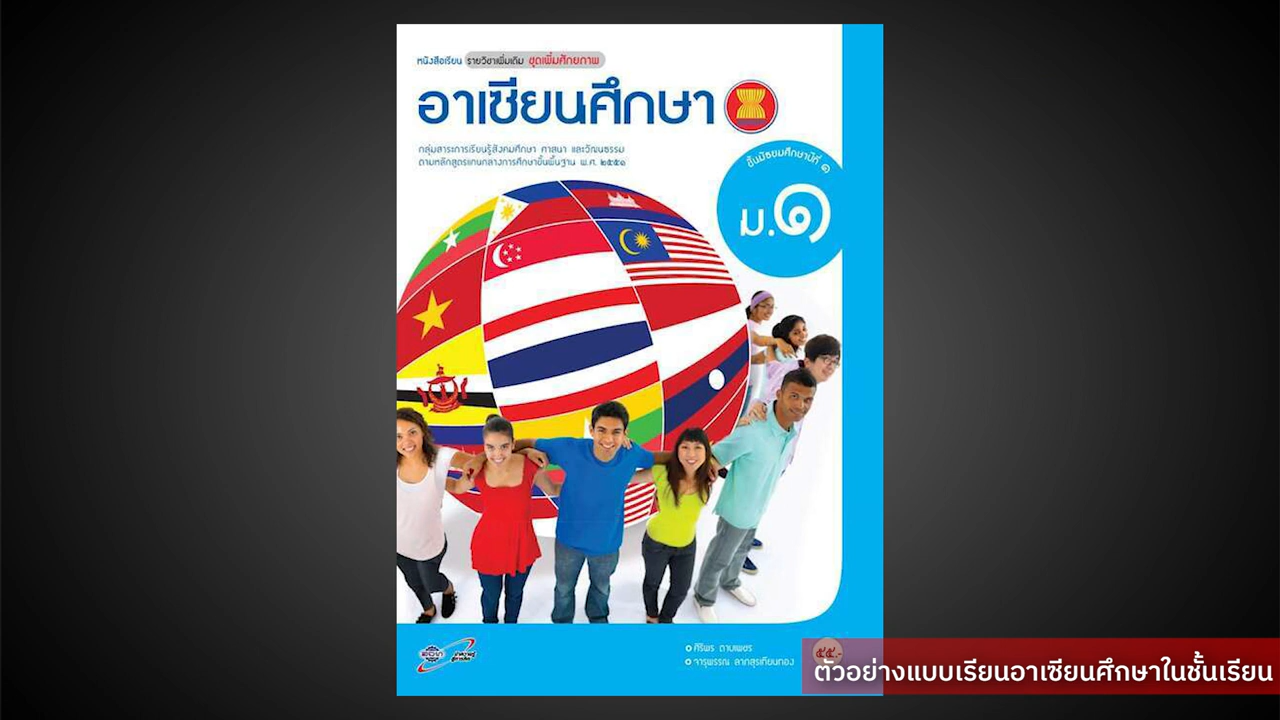 หนังสือเรียน รายวิชาเพิ่มเติม ชุดเพิ่มศักยภาพ
อาเซียนศึกษา
กลุ่มสาระการเรียนรู้สังคมศึกษา ศาสนา และวัฒนธรรม
ตามหลักสูตรแกนกลางการศึกษาขั้นพื้นฐาน พ.ศ. ๒๕๕๑
ชั้นมัธยมศึกษาปีที่ ๑
ม.๑
ศิริพร ดาบเพชร
จารุพรรณ ลาภสุรเทียนทอง
๕๕.-
ตัวอย่างแบบเรียนอาเซียนศึกษาในชั้นเรียน